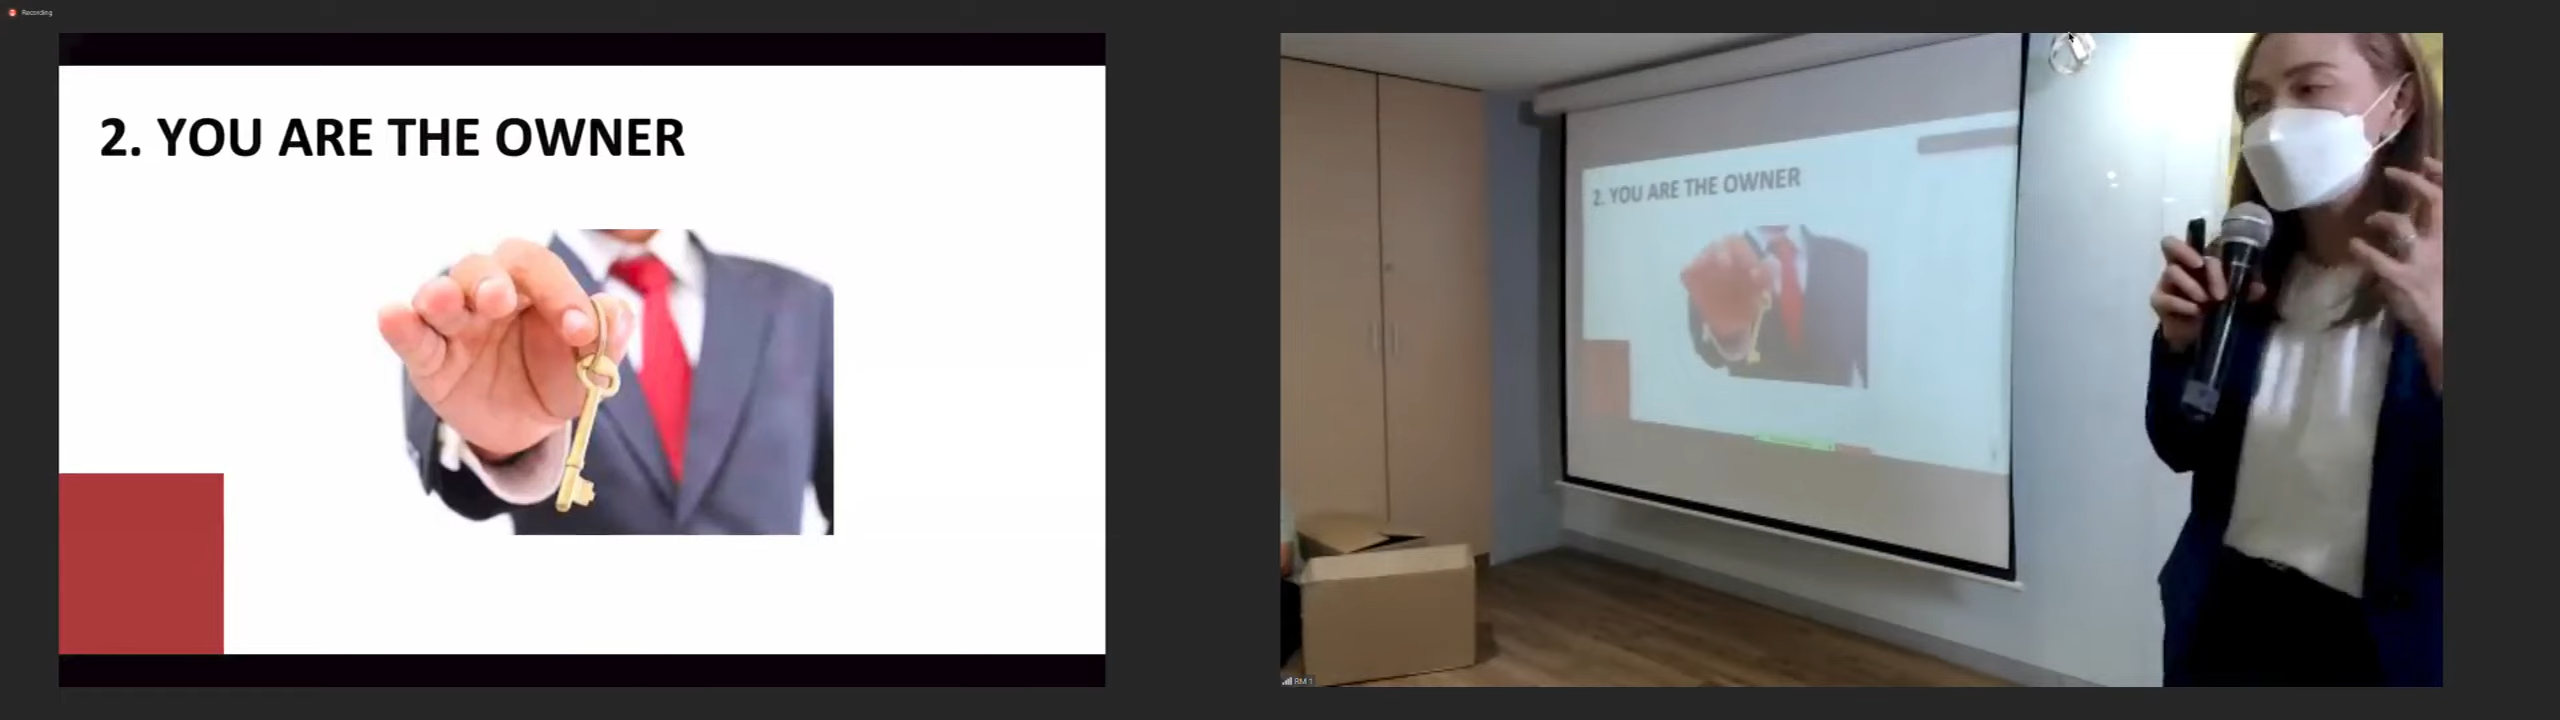 Recording
2. YOU ARE THE OWNER
2. YOU ARE THE OWNER
RM 1